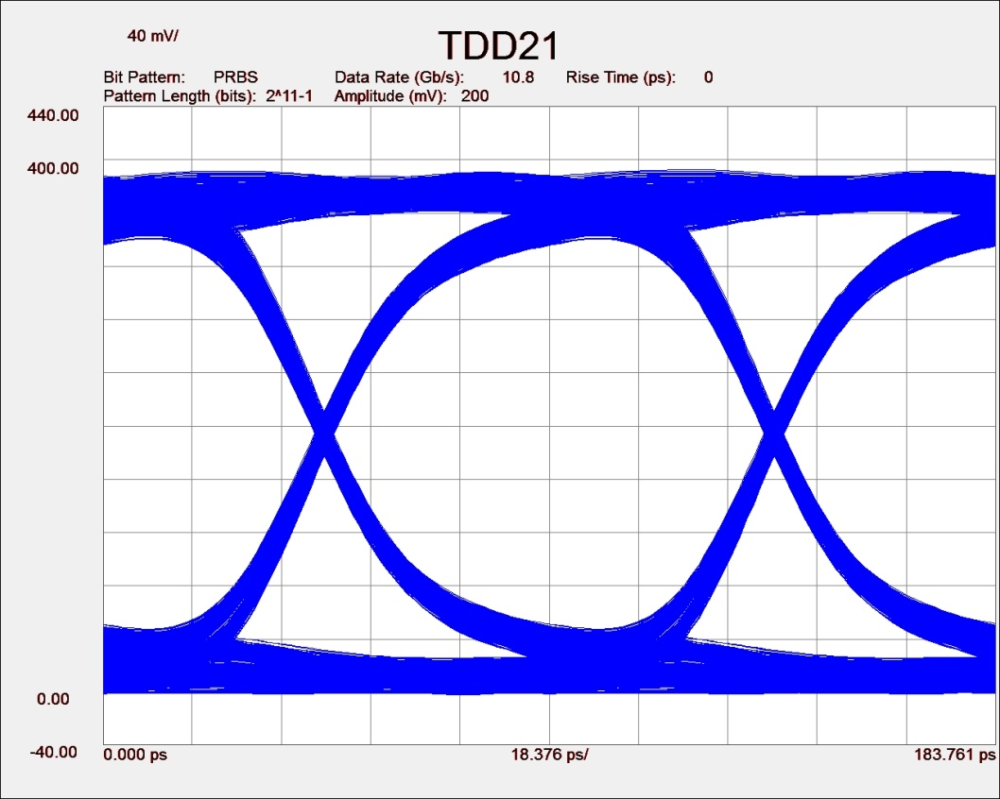 40 mV/
TDD21
Bit Pattern: PRBS Data Rate (Gb/s): 10.8 Rise Time (ps): 0
Pattern Length (bits): 2^11-1 Amplitude (mV): 200
440.00
400.00
0.00
-40.00
0.000 ps 18.376 ps/ 183.761 ps